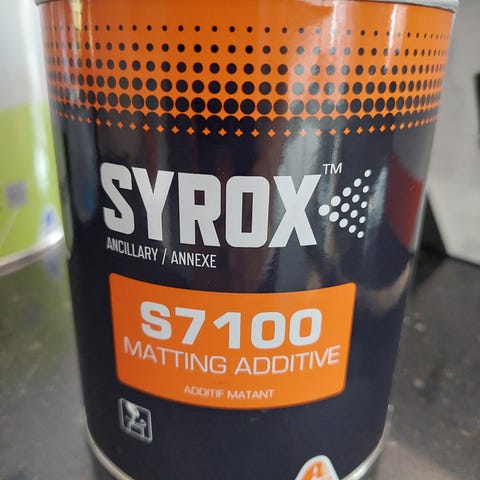 SYROX™
ANCILLARY / ANNEXE
S7100
MATTING ADDITIVE
ADDITIF MATANT